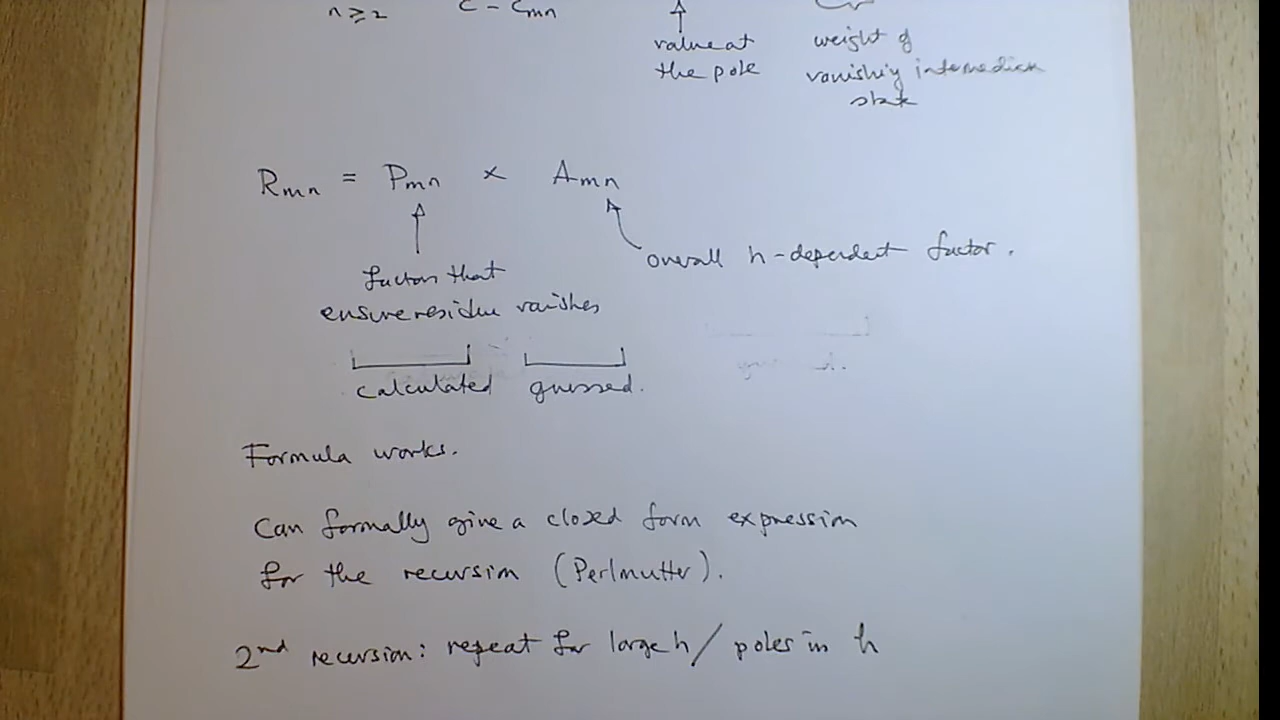 n ≥ 2 c - c_mn
value at weight of
the pole vanishing intermediate
state
R_mn = P_mn × A_mn
overall h-dependent factor.
factors that
ensure residue vanishes
calculated guessed.
Formula works.
Can formally give a closed form expression
for the recursion (Perlmutter).
2nd recursion: repeat for large h / poles in h